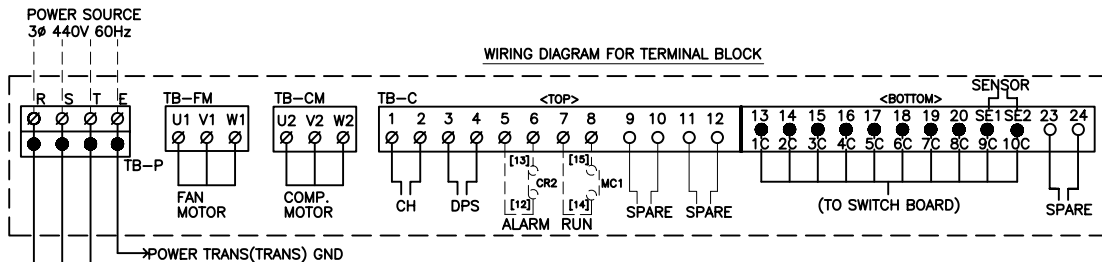 POWER SOURCE
3ø 440V 60Hz
WIRING DIAGRAM FOR TERMINAL BLOCK
R S T E
TB-P
TB-FM
U1 V1 W1
FAN
MOTOR
TB-CM
U2 V2 W2
COMP.
MOTOR
TB-C <TOP>
1 2 3 4 5 6 7 8 9 10 11 12
CH
DPS
[13]
CR2
[12]
ALARM
[15]
MC1
[14]
RUN
SPARE
SPARE
<BOTTOM>
SENSOR
13 14 15 16 17 18 19 20 SE1 SE2 23 24
1C 2C 3C 4C 5C 6C 7C 8C 9C 10C
(TO SWITCH BOARD)
SPARE
POWER TRANS(TRANS) GND